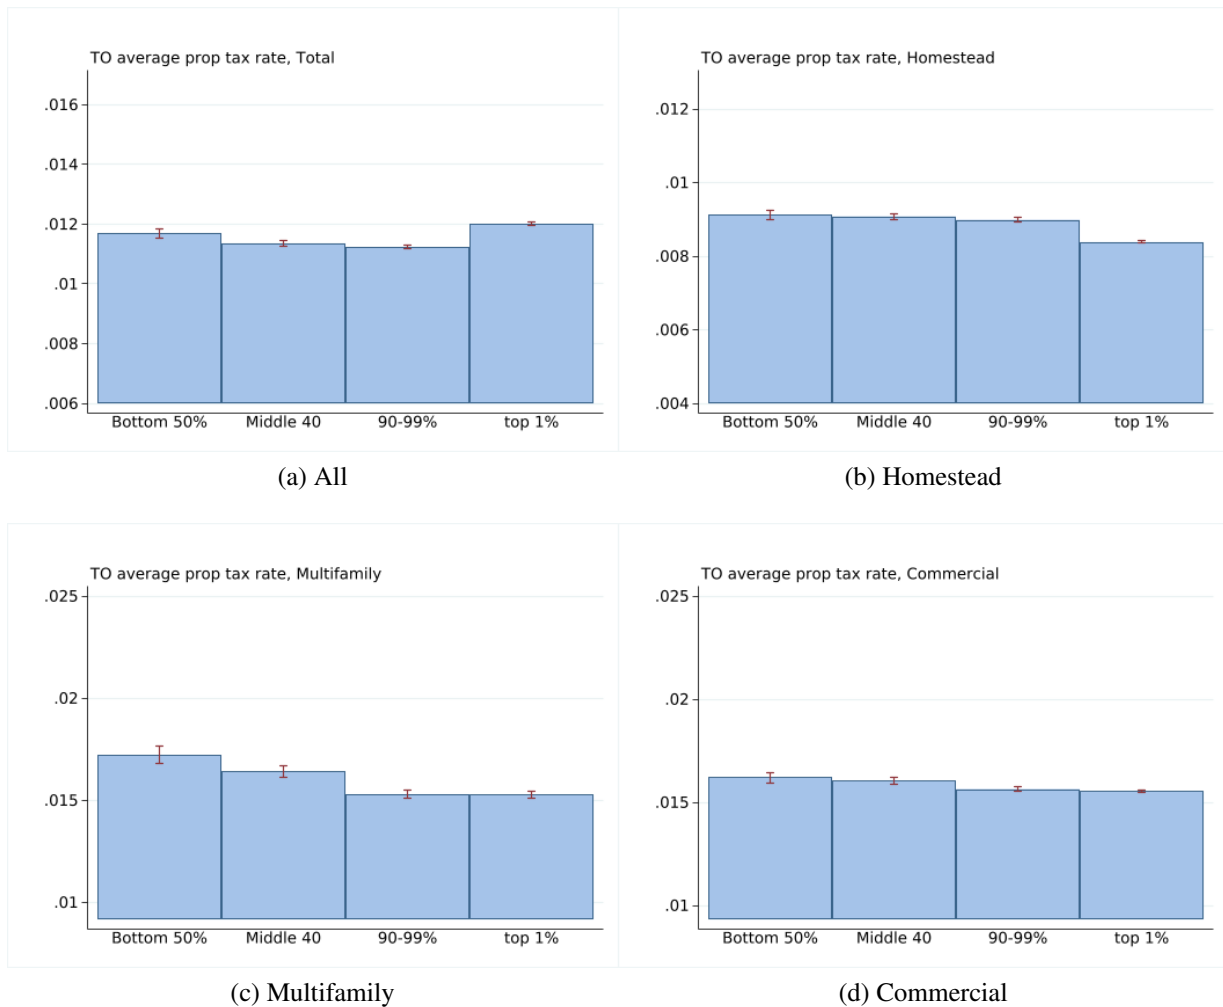 TO average prop tax rate, Total
.016
.014
.012
.01
.008
.006
Bottom 50% Middle 40 90-99% top 1%
(a) All
TO average prop tax rate, Homestead
.012
.01
.008
.006
.004
Bottom 50% Middle 40 90-99% top 1%
(b) Homestead
TO average prop tax rate, Multifamily
.025
.02
.015
.01
Bottom 50% Middle 40 90-99% top 1%
(c) Multifamily
TO average prop tax rate, Commercial
.025
.02
.015
.01
Bottom 50% Middle 40 90-99% top 1%
(d) Commercial